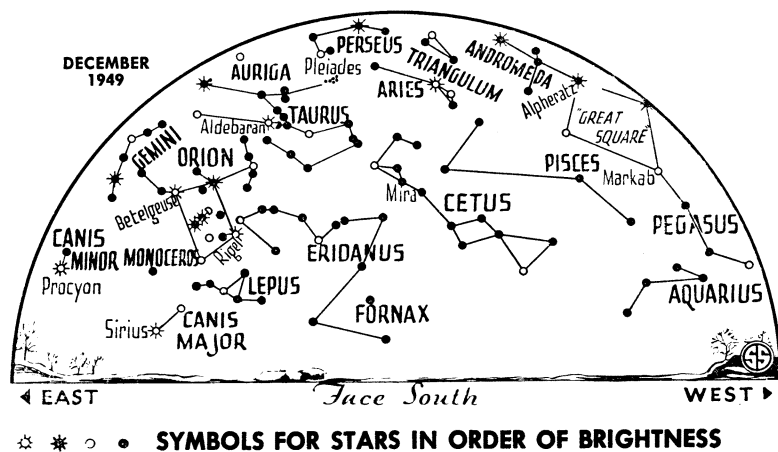 DECEMBER
1949
PERSEUS
Pleiades
AURIGA
TRIANGULUM
ANDROMEDA
ARIES
Alpheratz
TAURUS
Aldebaran
"GREAT
SQUARE"
GEMINI
ORION
PISCES
Markab
Betelgeuse
Mira
CETUS
PEGASUS
CANIS
MINOR
MONOCEROS
Rigel
ERIDANUS
Procyon
LEPUS
AQUARIUS
FORNAX
Sirius
CANIS
MAJOR
SS
EAST
Face South
WEST
SYMBOLS FOR STARS IN ORDER OF BRIGHTNESS